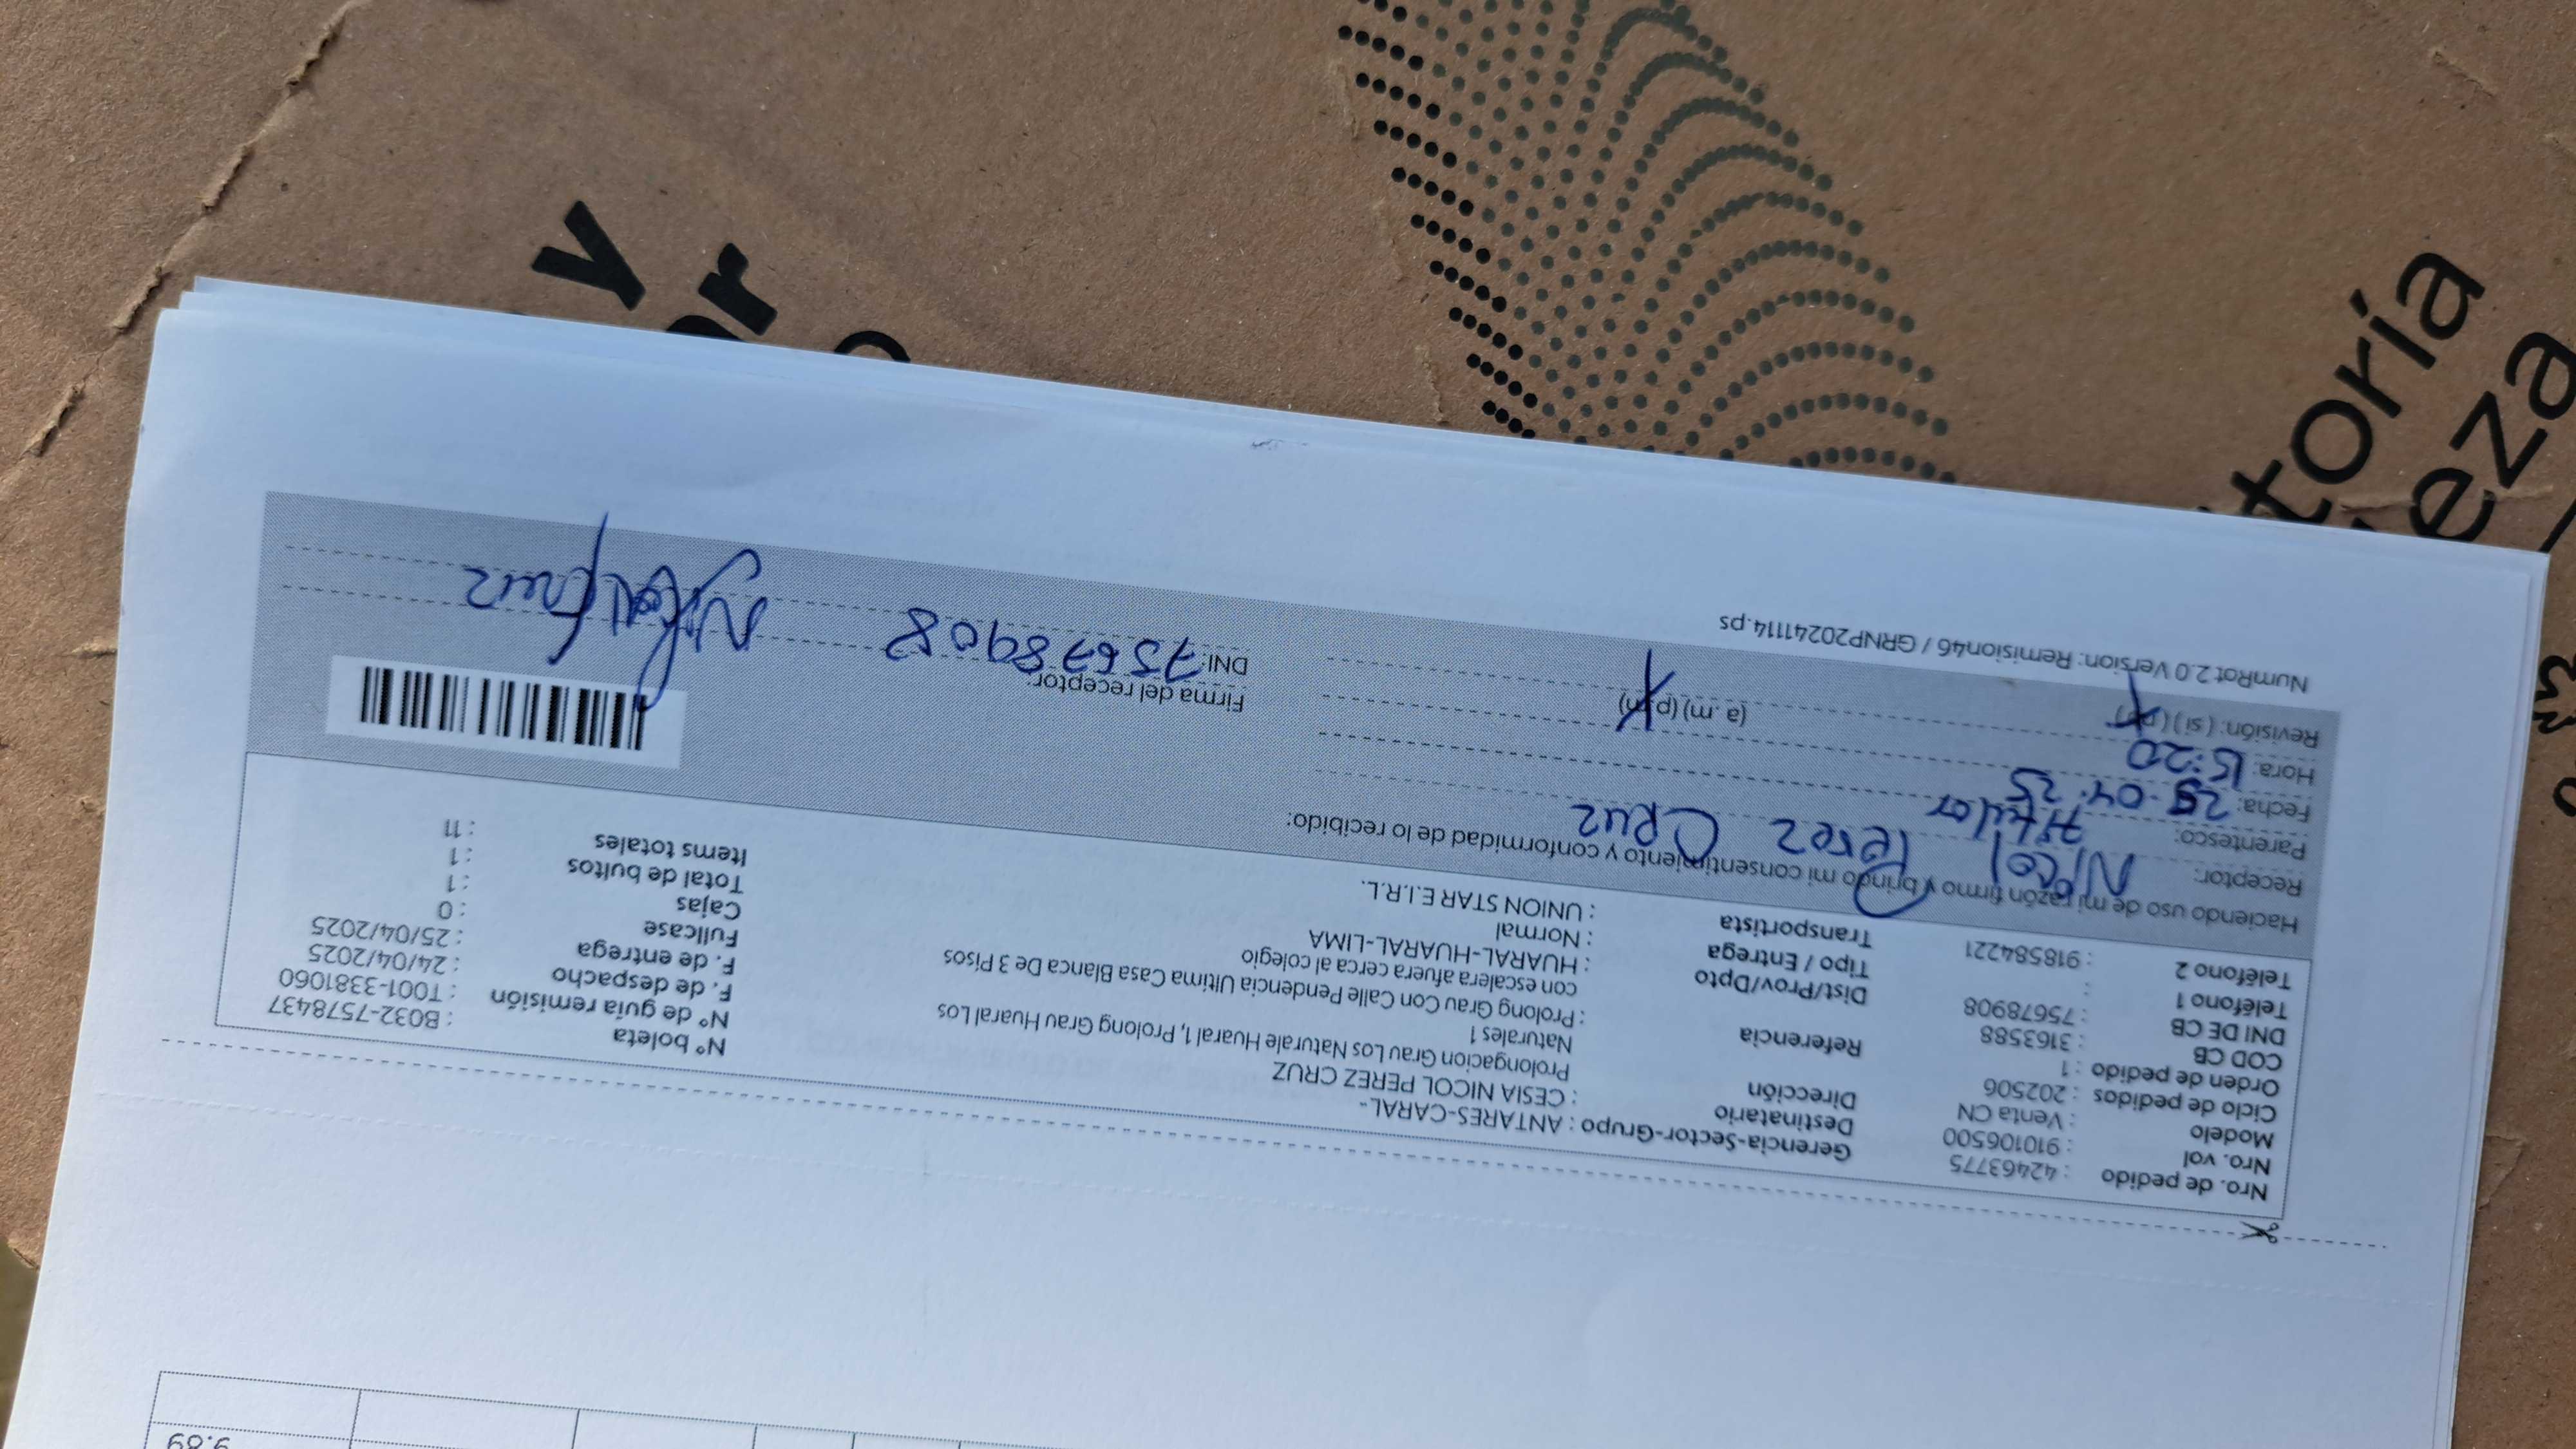 Nro. de pedido : 42463775
Nro. vol : 910106500
Modelo : Venta CN
Ciclo de pedidos : 202506
Orden de pedido : 1
COD CB : 3163588
DNI DE CB : 75678908
Teléfono 1 :
Teléfono 2 : 918584221
Gerencia-Sector-Grupo : ANTARES-CARAL-
Destinatario : CESIA NICOL PEREZ CRUZ
Dirección Prolongacion Grau Los Naturale Huaral 1, Prolong Grau Huaral Los
Naturales 1
Referencia : Prolong Grau Con Calle Pendencia Ultima Casa Blanca De 3 Pisos
con escalera afuera cerca al colegio
Dist/Prov/Dpto : HUARAL-HUARAL-LIMA
Tipo / Entrega : Normal
Transportista : UNION STAR E.I.R.L.
N° boleta : B032-7578437
N° de guía remisión : T001-3381060
F. de despacho : 24/04/2025
F. de entrega : 25/04/2025
Fullcase : 0
Cajas : 1
Total de bultos : 1
Items totales : 11
Haciendo uso de mi razón firmo y brindo mi consentimiento y conformidad de lo recibido:
Receptor: Nicol Perez Cruz
Parentesco: Titular
Fecha: 25.04.25
Hora: 15:20 (a.m) (p.m) X
Revisión: (si) (no) X
Firma del receptor:
DNI: 75678908 Nicol Cruz
NumRot 2.0 Version: Remision46 / GRNP20241114.ps
9.89
y
ar
toría
eza